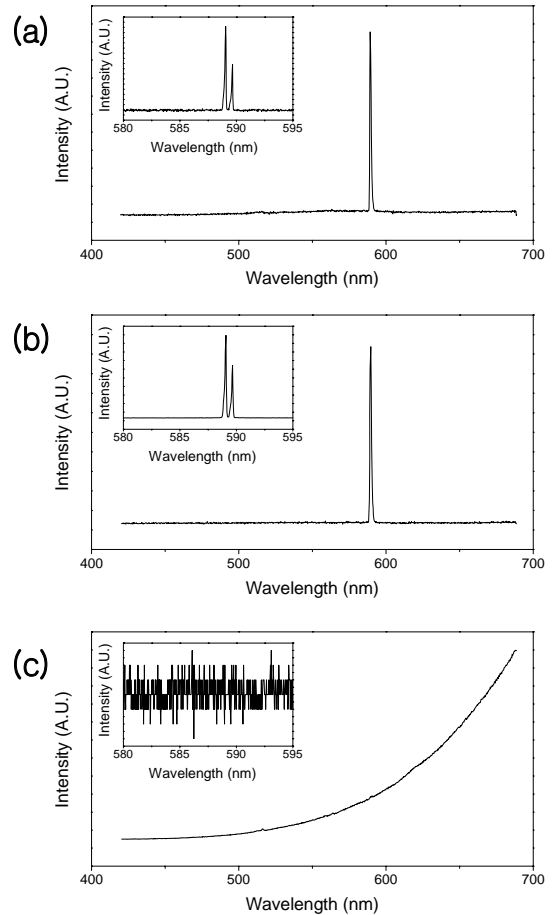 (a)
Intensity (A.U.)
Intensity (A.U.)
580 585 590 595
Wavelength (nm)
400 500 600 700
Wavelength (nm)
(b)
Intensity (A.U.)
Intensity (A.U.)
580 585 590 595
Wavelength (nm)
400 500 600 700
Wavelength (nm)
(c)
Intensity (A.U.)
Intensity (A.U.)
580 585 590 595
Wavelength (nm)
400 500 600 700
Wavelength (nm)